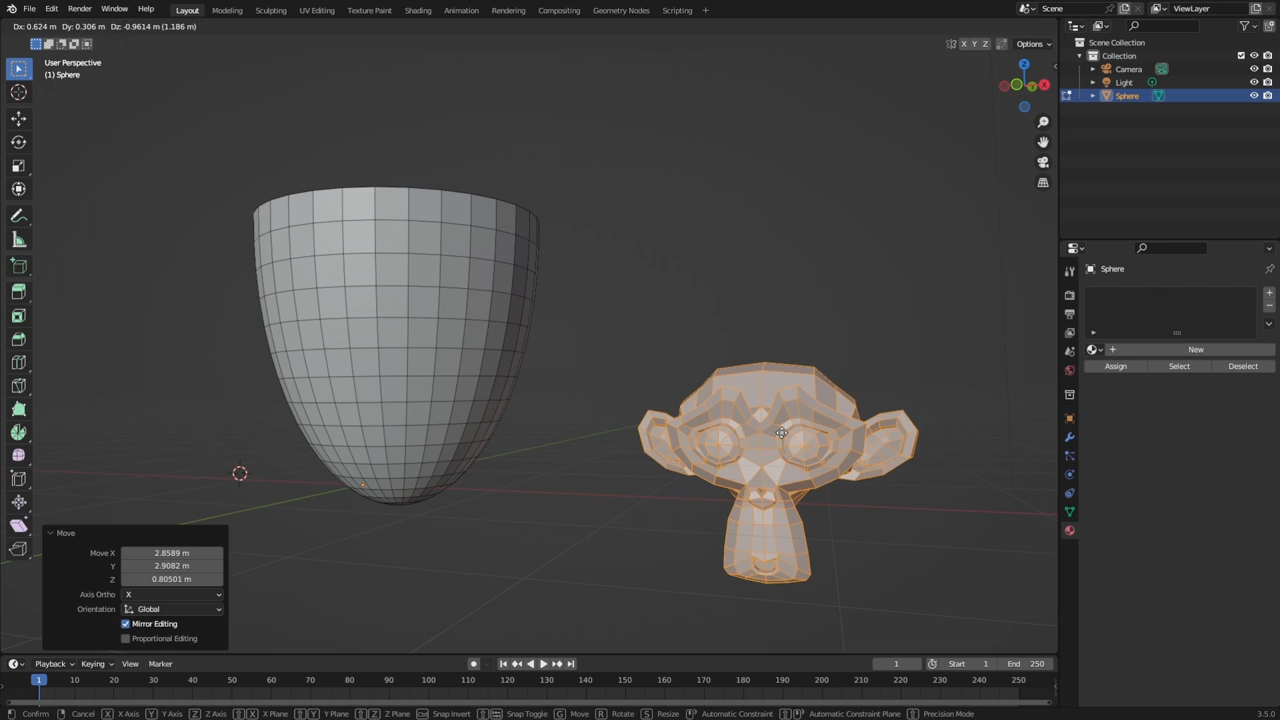 File Edit Render Window Help Layout Modeling Sculpting UV Editing Texture Paint Shading Animation Rendering Compositing Geometry Nodes Scripting + Scene ViewLayer
Dx: 0.624 m Dy: 0.306 m Dz: -0.9614 m (1.186 m)
X Y Z Options
User Perspective
(1) Sphere
Z
X
Y
Scene Collection
Collection
Camera
Light
Sphere
Sphere
+ New
Assign Select Deselect
Move
Move X 2.8589 m
Y 2.9082 m
Z 0.80501 m
Axis Ortho X
Orientation Global
Mirror Editing
Proportional Editing
Playback Keying View Marker 1 Start 1 End 250
1 10 20 30 40 50 60 70 80 90 100 110 120 130 140 150 160 170 180 190 200 210 220 230 240 250
Confirm Cancel X X Axis Y Y Axis Z Z Axis X X Plane Y Y Plane Z Z Plane Snap Invert Snap Toggle G Move R Rotate S Resize Automatic Constraint Automatic Constraint Plane Precision Mode 3.5.0